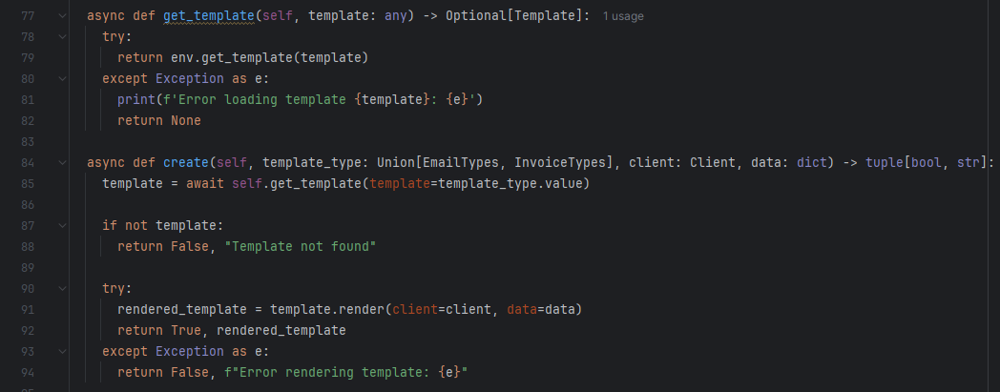 77 async def get_template(self, template: any) -> Optional[Template]: 1 usage
78 try:
79 return env.get_template(template)
80 except Exception as e:
81 print(f'Error loading template {template}: {e}')
82 return None
83
84 async def create(self, template_type: Union[EmailTypes, InvoiceTypes], client: Client, data: dict) -> tuple[bool, str]:
85 template = await self.get_template(template=template_type.value)
86
87 if not template:
88 return False, "Template not found"
89
90 try:
91 rendered_template = template.render(client=client, data=data)
92 return True, rendered_template
93 except Exception as e:
94 return False, f"Error rendering template: {e}"